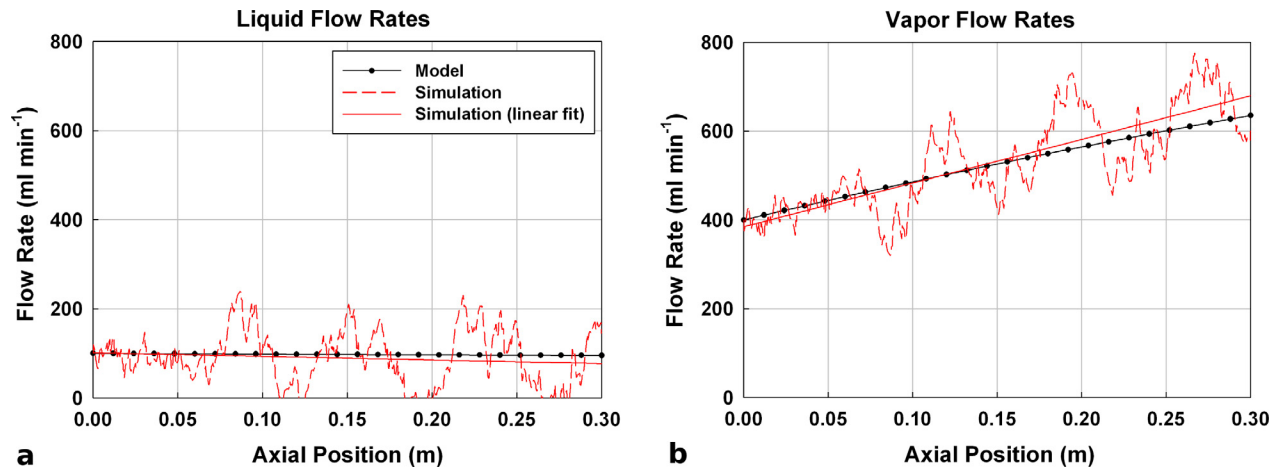 Liquid Flow Rates
Flow Rate (ml min⁻¹)
800
600
400
200
0
Model
Simulation
Simulation (linear fit)
0.00 0.05 0.10 0.15 0.20 0.25 0.30
Axial Position (m)
a
Vapor Flow Rates
Flow Rate (ml min⁻¹)
800
600
400
200
0
0.00 0.05 0.10 0.15 0.20 0.25 0.30
Axial Position (m)
b